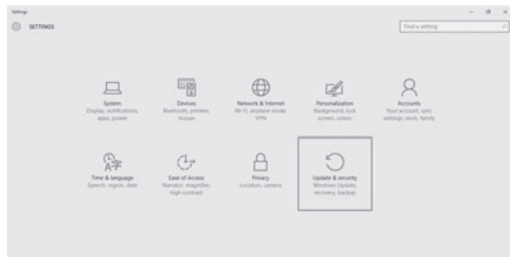 Settings
SETTINGS
Find a setting
System
Display, notifications,
apps, power
Devices
Bluetooth, printers,
mouse
Network & Internet
Wi-Fi, airplane mode,
VPN
Personalization
Background, lock
screen, colors
Accounts
Your account, sync
settings, work, family
Time & language
Speech, region, date
Ease of Access
Narrator, magnifier,
high contrast
Privacy
Location, camera
Update & security
Windows Update,
recovery, backup